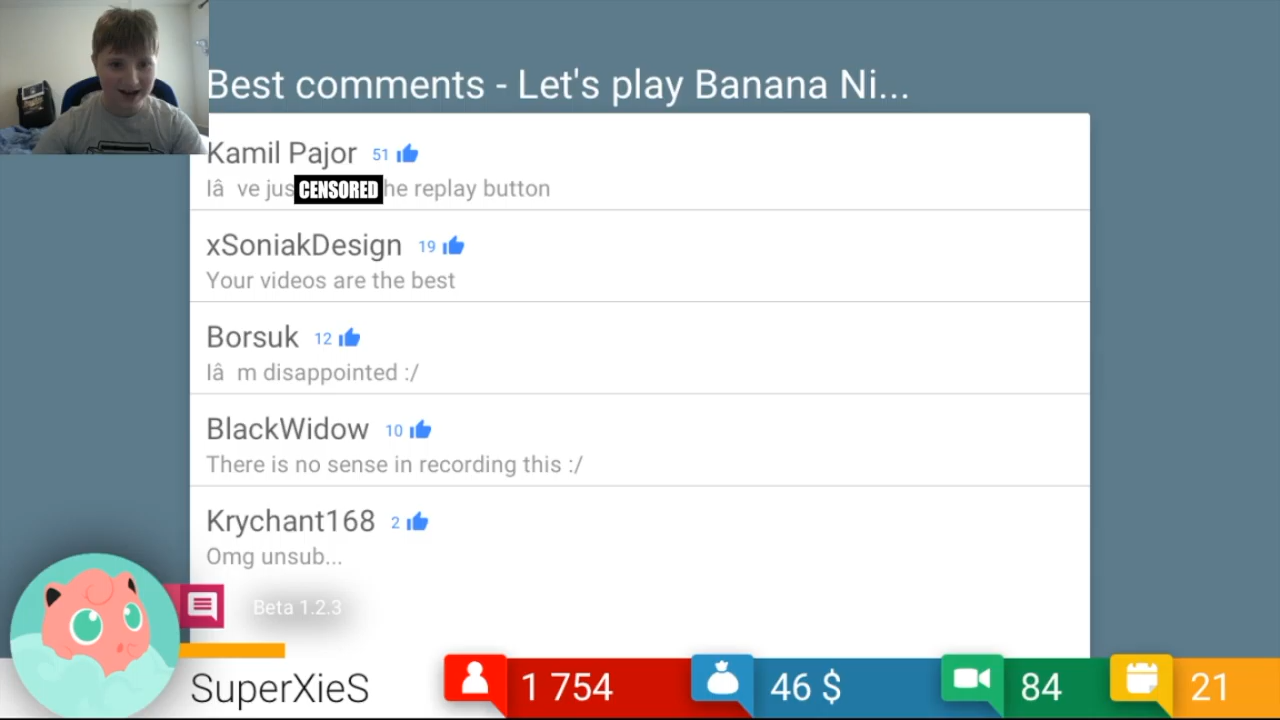 Best comments - Let's play Banana Ni...
Kamil Pajor 51
Iâ ve jus CENSORED he replay button
xSoniakDesign 19
Your videos are the best
Borsuk 12
Iâ m disappointed :/
BlackWidow 10
There is no sense in recording this :/
Krychant168 2
Omg unsub...
Beta 1.2.3
SuperXieS 1 754 46 $ 84 21